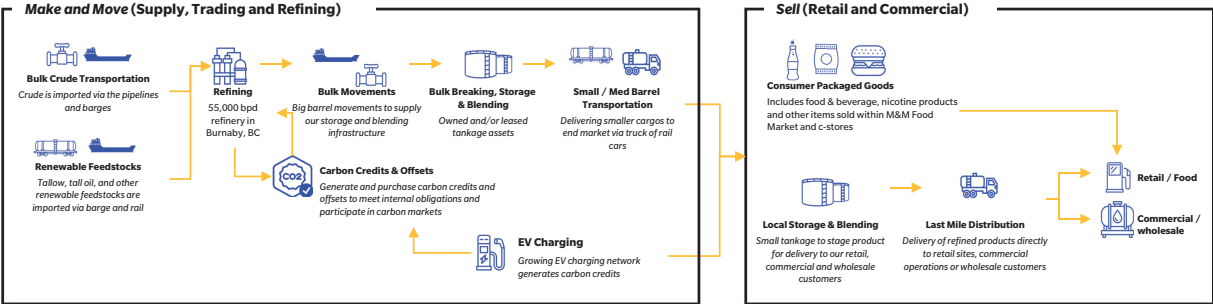 Make and Move (Supply, Trading and Refining)
Bulk Crude Transportation
Crude is imported via the pipelines
and barges
Renewable Feedstocks
Tallow, tall oil, and other
renewable feedstocks are
imported via barge and rail
Refining
55,000 bpd
refinery in
Burnaby, BC
Bulk Movements
Big barrel movements to supply
our storage and blending
infrastructure
Bulk Breaking, Storage
& Blending
Owned and/or leased
tankage assets
Small / Med Barrel
Transportation
Delivering smaller cargos to
end market via truck of rail
cars
CO2
Carbon Credits & Offsets
Generate and purchase carbon credits and
offsets to meet internal obligations and
participate in carbon markets
EV Charging
Growing EV charging network
generates carbon credits
Sell (Retail and Commercial)
Consumer Packaged Goods
Includes food & beverage, nicotine products
and other items sold within M&M Food
Market and c-stores
Local Storage & Blending
Small tankage to stage product
for delivery to our retail,
commercial and wholesale
customers
Last Mile Distribution
Delivery of refined products directly
to retail sites, commercial
operations or wholesale customers
Retail / Food
Commercial /
wholesale